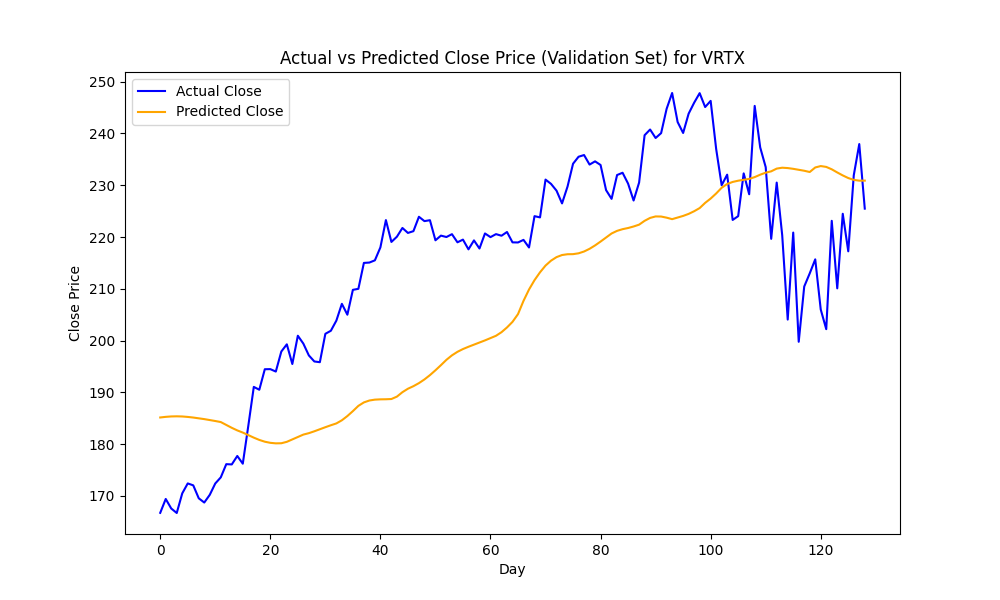 Actual vs Predicted Close Price (Validation Set) for VRTX
Actual Close
Predicted Close
250
240
230
220
210
200
190
180
170
Close Price
0 20 40 60 80 100 120
Day